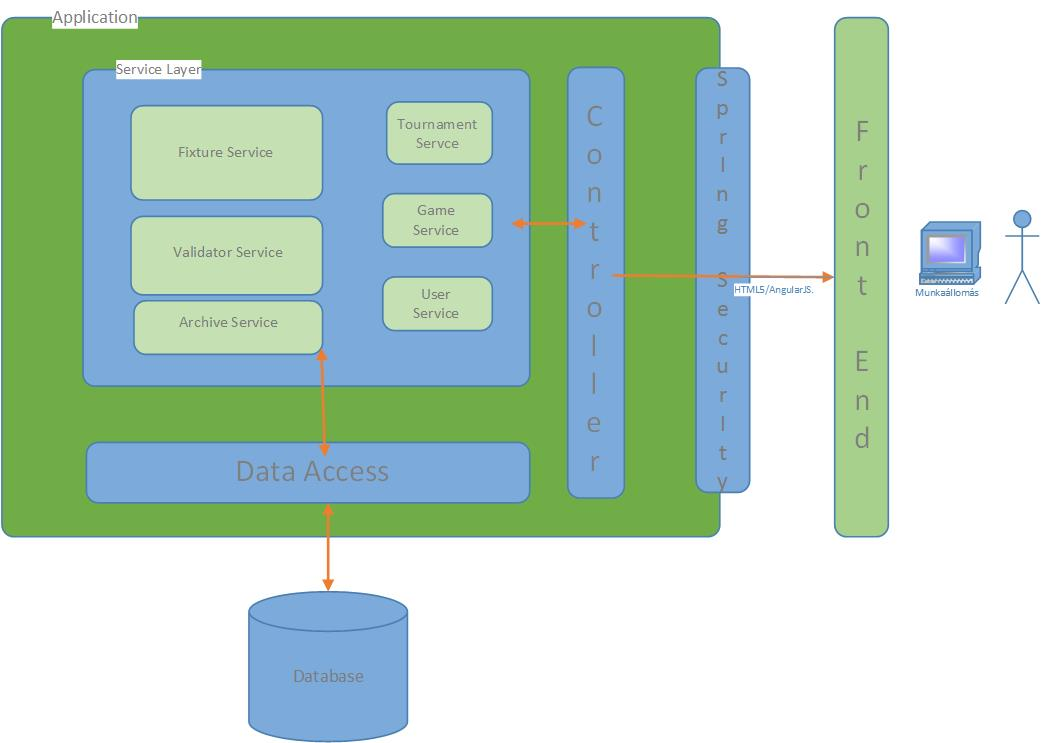 Application
Service Layer
Fixture Service
Validator Service
Archive Service
Tournament
Servce
Game
Service
User
Service
Controller
Spring Security
Front End
HTML5/AngularJS.
Munkaállomás
Data Access
Database